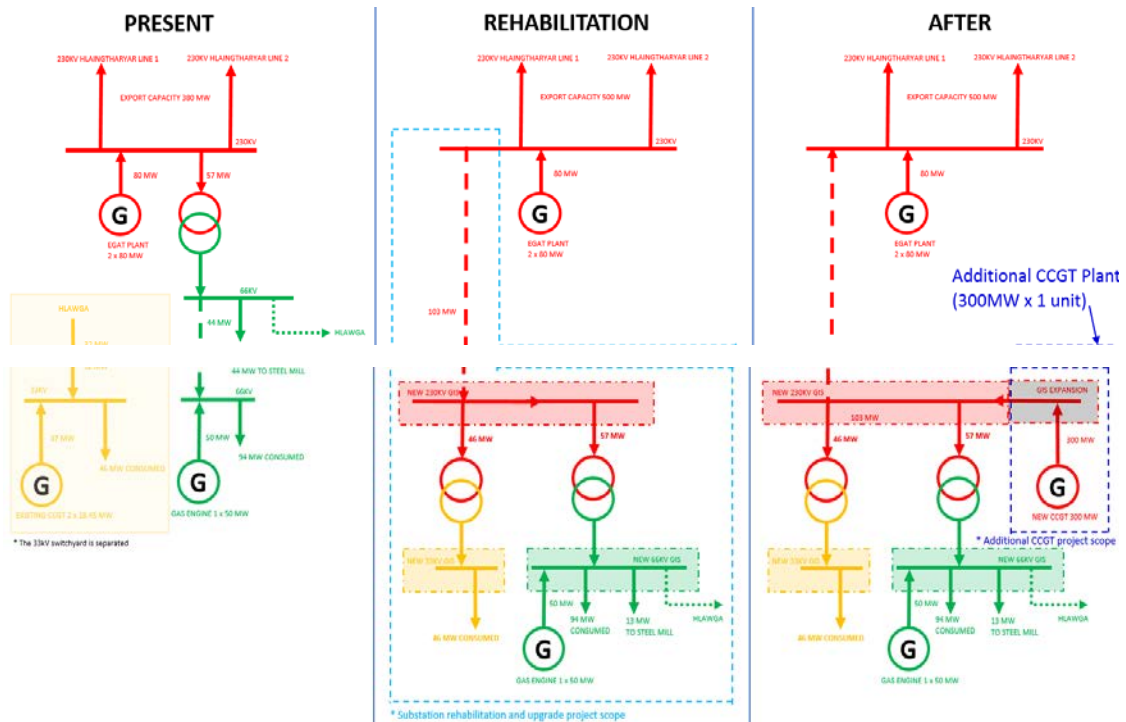 PRESENT
230KV HLAINGTHARYAR LINE 1
230KV HLAINGTHARYAR LINE 2
EXPORT CAPACITY 300 MW
230KV
80 MW
57 MW
G
EGAT PLANT
2 x 80 MW
66KV
HLAWGA
44 MW
HLAWGA
44 MW TO STEEL MILL
33KV
66KV
37 MW
50 MW
46 MW CONSUMED
94 MW CONSUMED
G
G
EXISTING CCGT 2 x 18.45 MW
GAS ENGINE 1 x 50 MW
* The 33kV switchyard is separated
REHABILITATION
230KV HLAINGTHARYAR LINE 1
230KV HLAINGTHARYAR LINE 2
EXPORT CAPACITY 500 MW
230KV
80 MW
G
EGAT PLANT
2 x 80 MW
103 MW
NEW 230KV GIS
46 MW
57 MW
NEW 33KV GIS
NEW 66KV GIS
50 MW
94 MW
CONSUMED
13 MW
TO STEEL MILL
HLAWGA
46 MW CONSUMED
G
GAS ENGINE 1 x 50 MW
* Substation rehabilitation and upgrade project scope
AFTER
230KV HLAINGTHARYAR LINE 1
230KV HLAINGTHARYAR LINE 2
EXPORT CAPACITY 500 MW
230KV
80 MW
G
EGAT PLANT
2 x 80 MW
Additional CCGT Plant
(300MW x 1 unit)
NEW 230KV GIS
GIS EXPANSION
103 MW
46 MW
57 MW
300 MW
G
NEW CCGT 300 MW
* Additional CCGT project scope
NEW 33KV GIS
NEW 66KV GIS
50 MW
94 MW
CONSUMED
13 MW
TO STEEL MILL
HLAWGA
46 MW CONSUMED
G
GAS ENGINE 1 x 50 MW